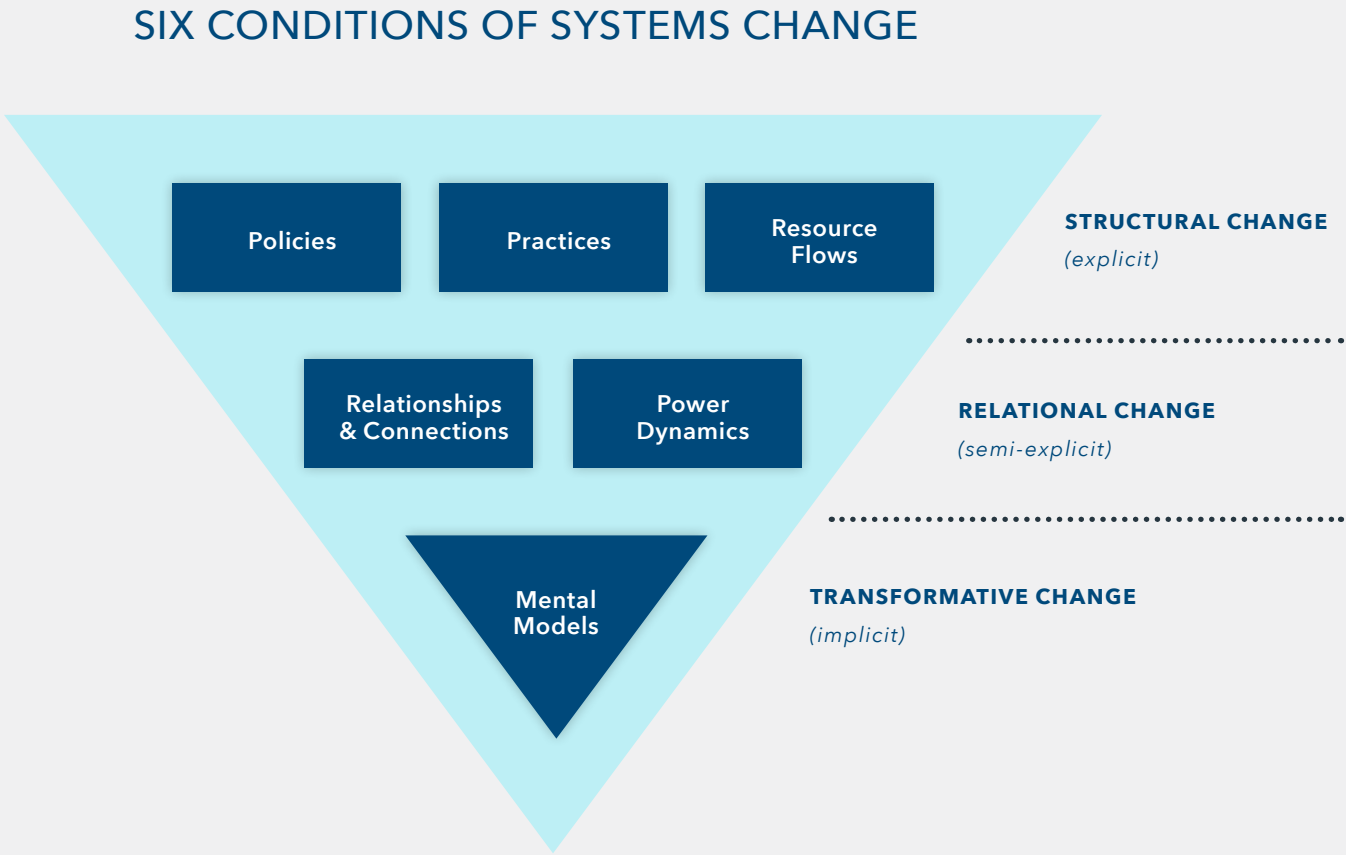 SIX CONDITIONS OF SYSTEMS CHANGE
Policies
Practices
Resource
Flows
STRUCTURAL CHANGE
(explicit)
Relationships
& Connections
Power
Dynamics
RELATIONAL CHANGE
(semi-explicit)
Mental
Models
TRANSFORMATIVE CHANGE
(implicit)